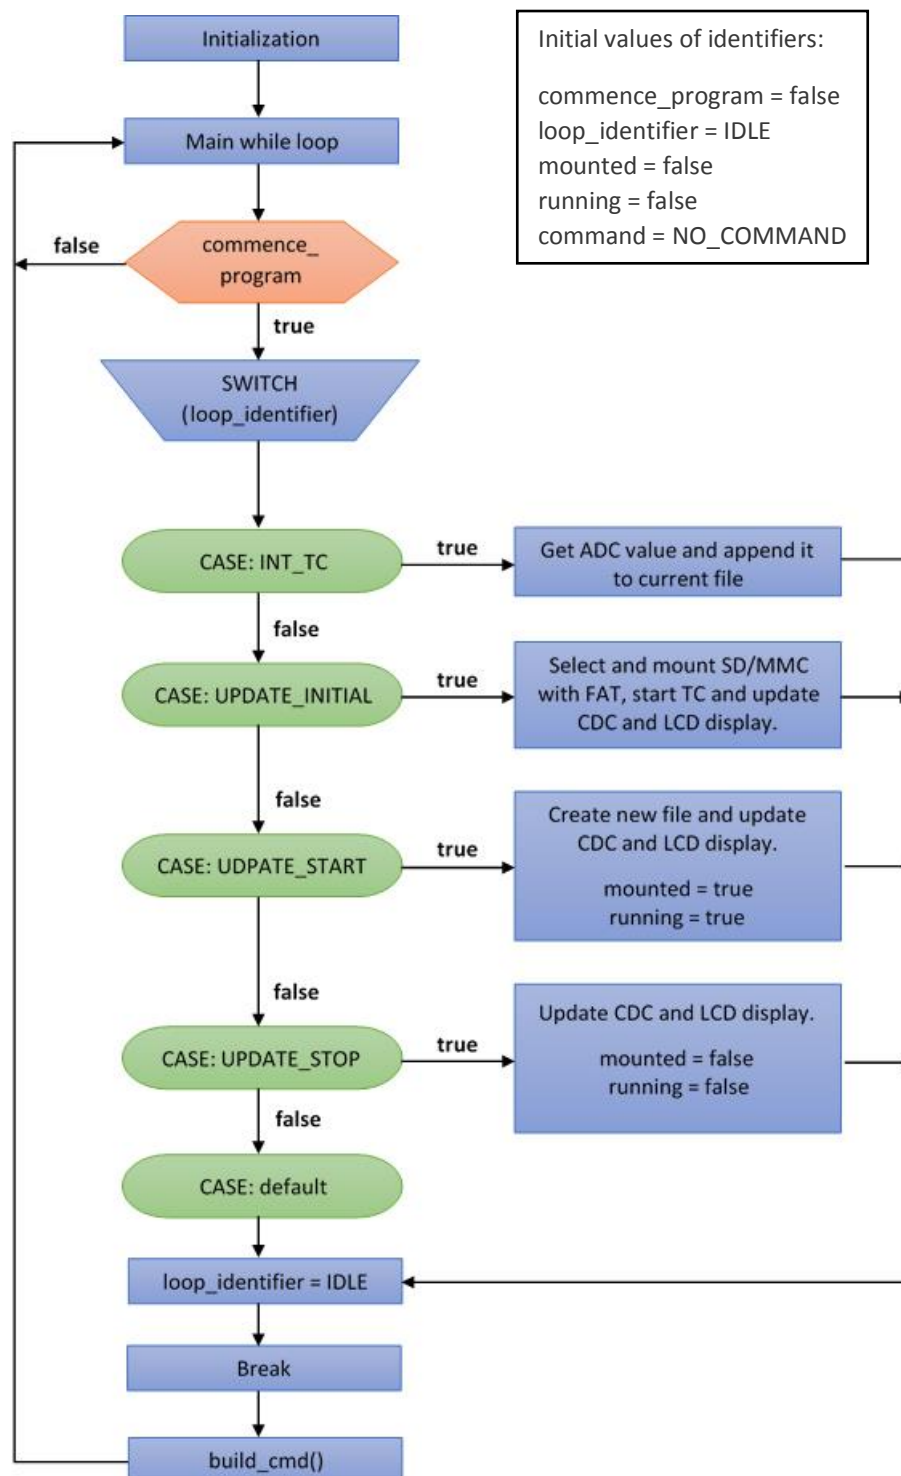 Initialization
Initial values of identifiers:
commence_program = false
loop_identifier = IDLE
mounted = false
running = false
command = NO_COMMAND
Main while loop
false
commence_
program
true
SWITCH
(loop_identifier)
CASE: INT_TC
true
Get ADC value and append it
to current file
false
CASE: UPDATE_INITIAL
true
Select and mount SD/MMC
with FAT, start TC and update
CDC and LCD display.
false
CASE: UDPATE_START
true
Create new file and update
CDC and LCD display.
mounted = true
running = true
false
CASE: UPDATE_STOP
true
Update CDC and LCD display.
mounted = false
running = false
false
CASE: default
loop_identifier = IDLE
Break
build_cmd()